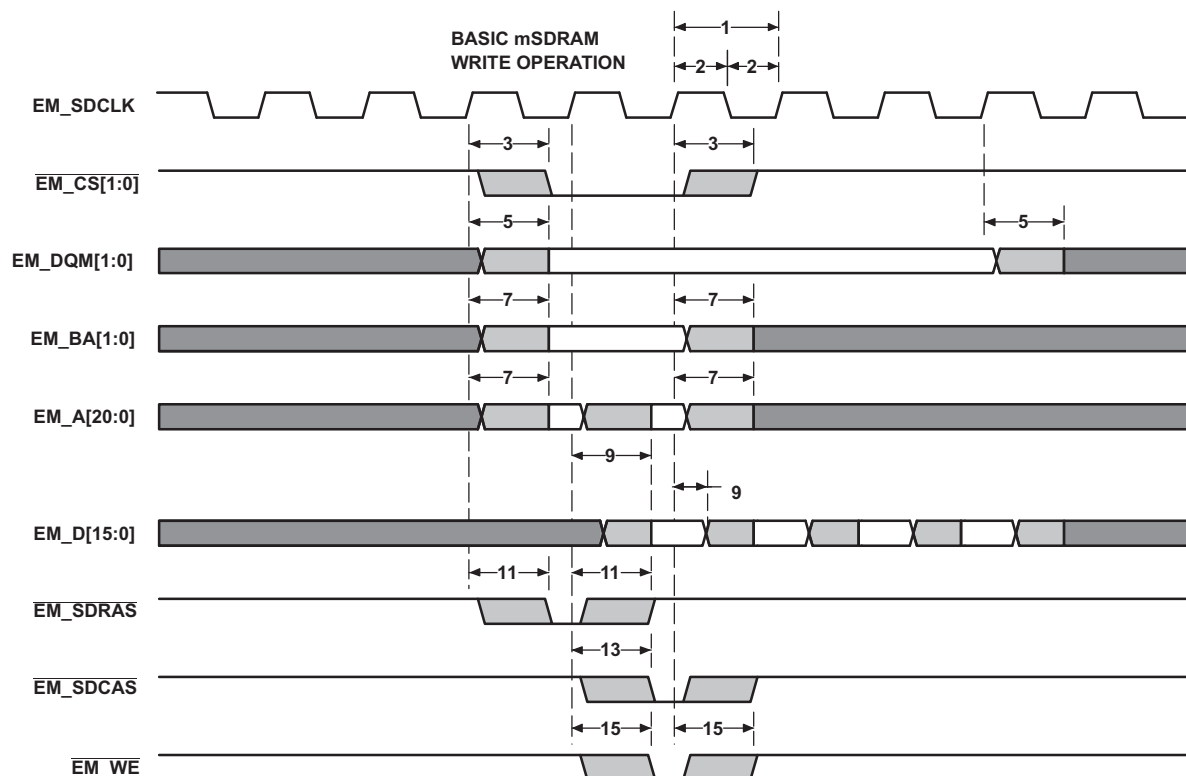 1
BASIC mSDRAM
WRITE OPERATION
2 2
EM_SDCLK
3 3
EM_CS[1:0]
5 5
EM_DQM[1:0]
7 7
EM_BA[1:0]
7 7
EM_A[20:0]
9
9
EM_D[15:0]
11 11
EM_SDRAS
13
EM_SDCAS
15 15
EM_WE